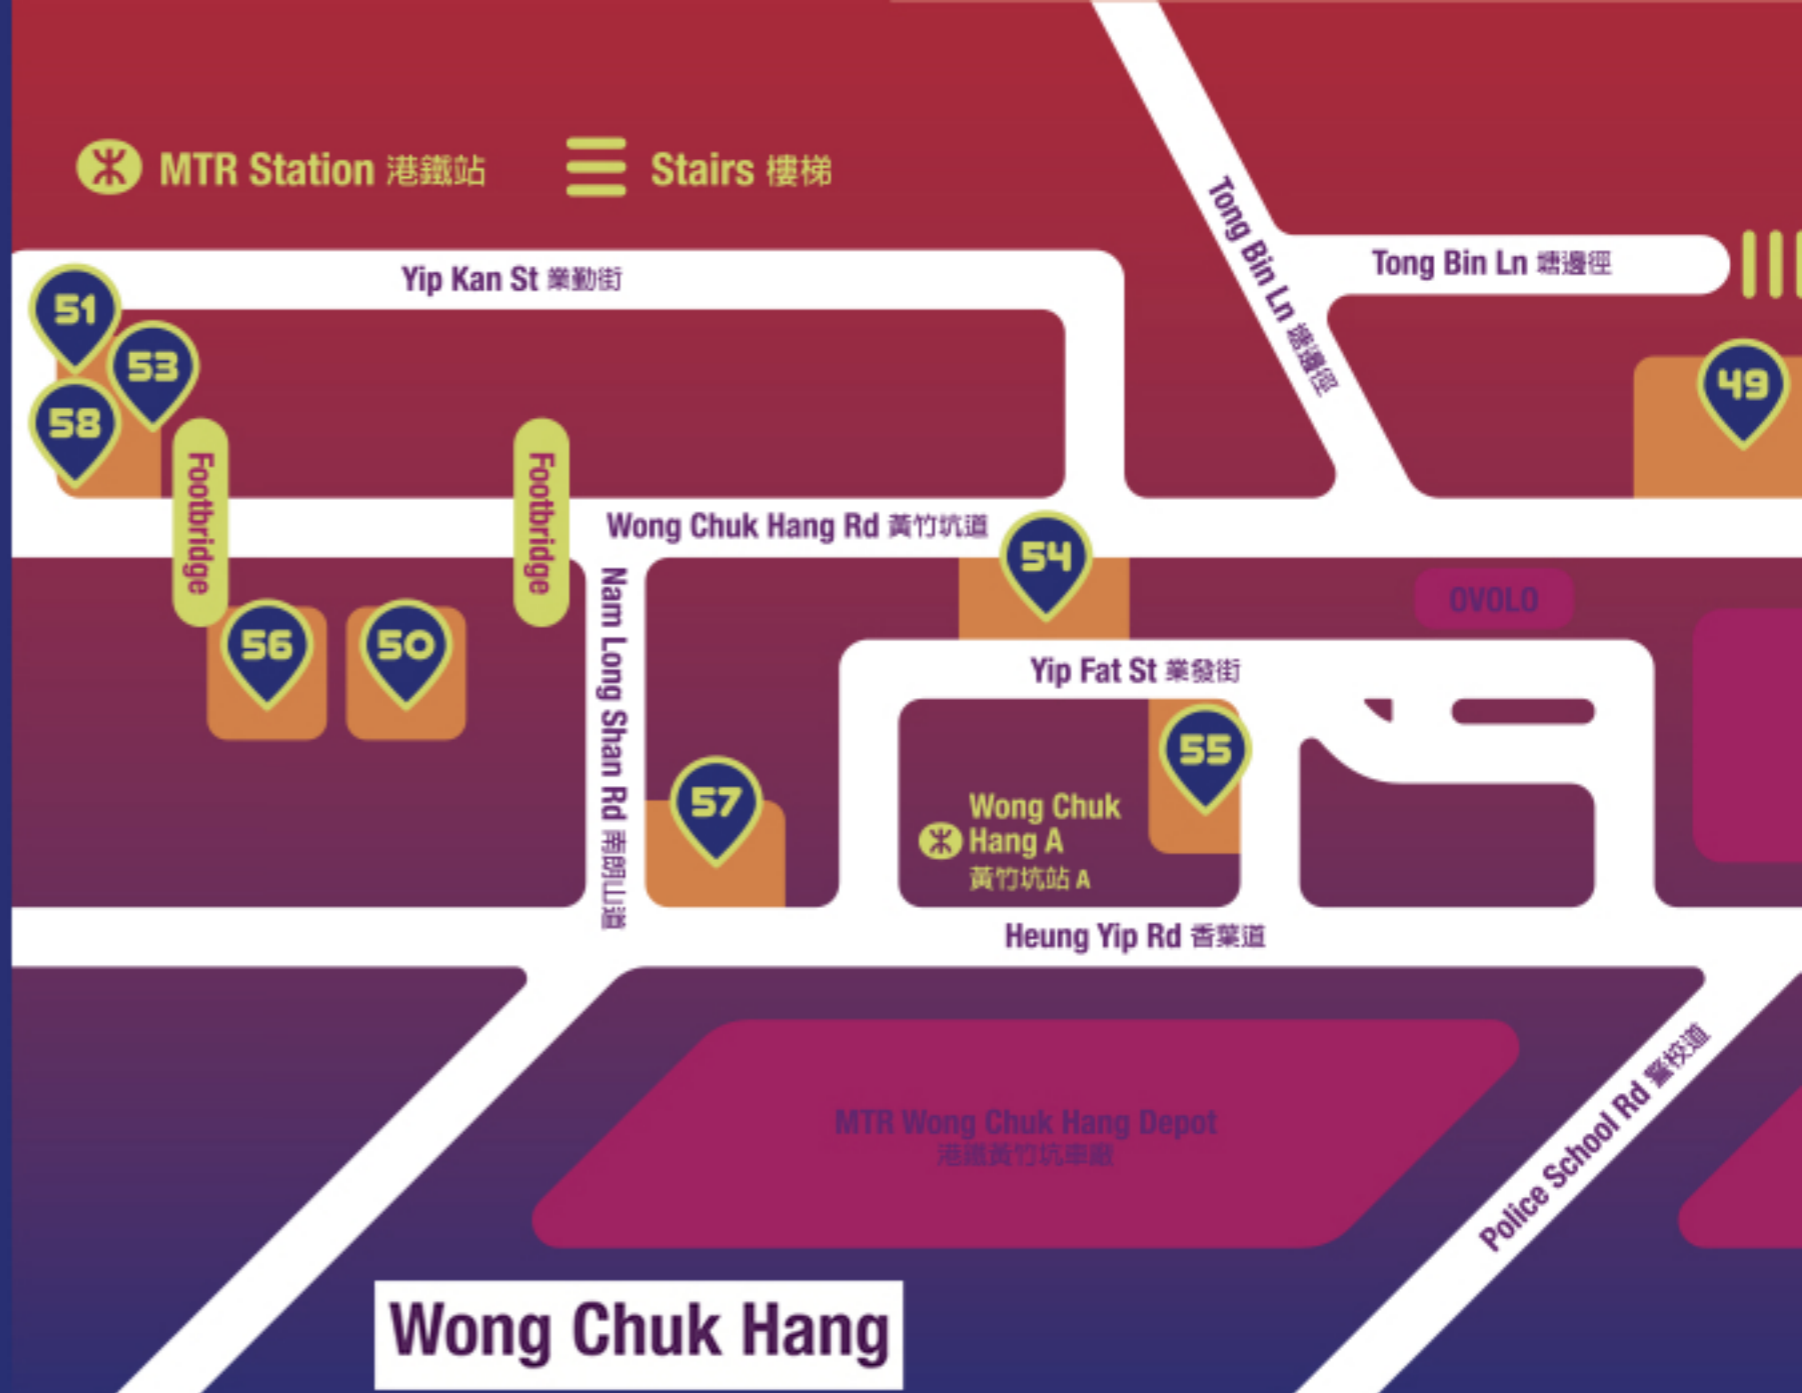 MTR Station 港鐵站
Stairs 樓梯
Tong Bin Ln 塘邊徑
Tong Bin Ln 塘邊徑
Yip Kan St 業勤街
51
53
49
58
Footbridge
Footbridge
Wong Chuk Hang Rd 黃竹坑道
54
OVOLO
56
50
Nam Long Shan Rd 南朗山道
Yip Fat St 業發街
55
57
Wong Chuk
Hang A
黃竹坑站 A
Heung Yip Rd 香葉道
MTR Wong Chuk Hang Depot
港鐵黃竹坑車廠
Police School Rd 警校道
Wong Chuk Hang